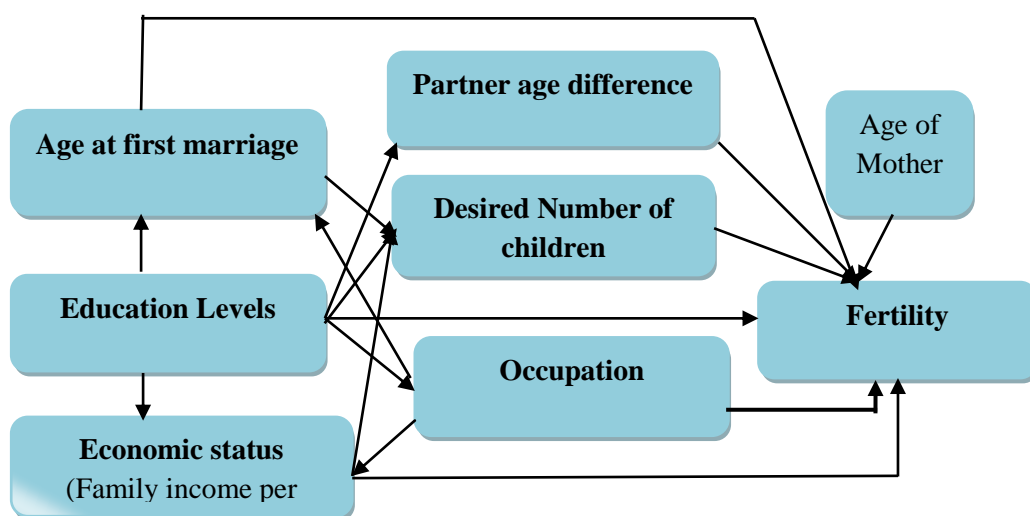 Partner age difference
Age at first marriage
Age of
Mother
Desired Number of
children
Education Levels
Fertility
Occupation
Economic status
(Family income per